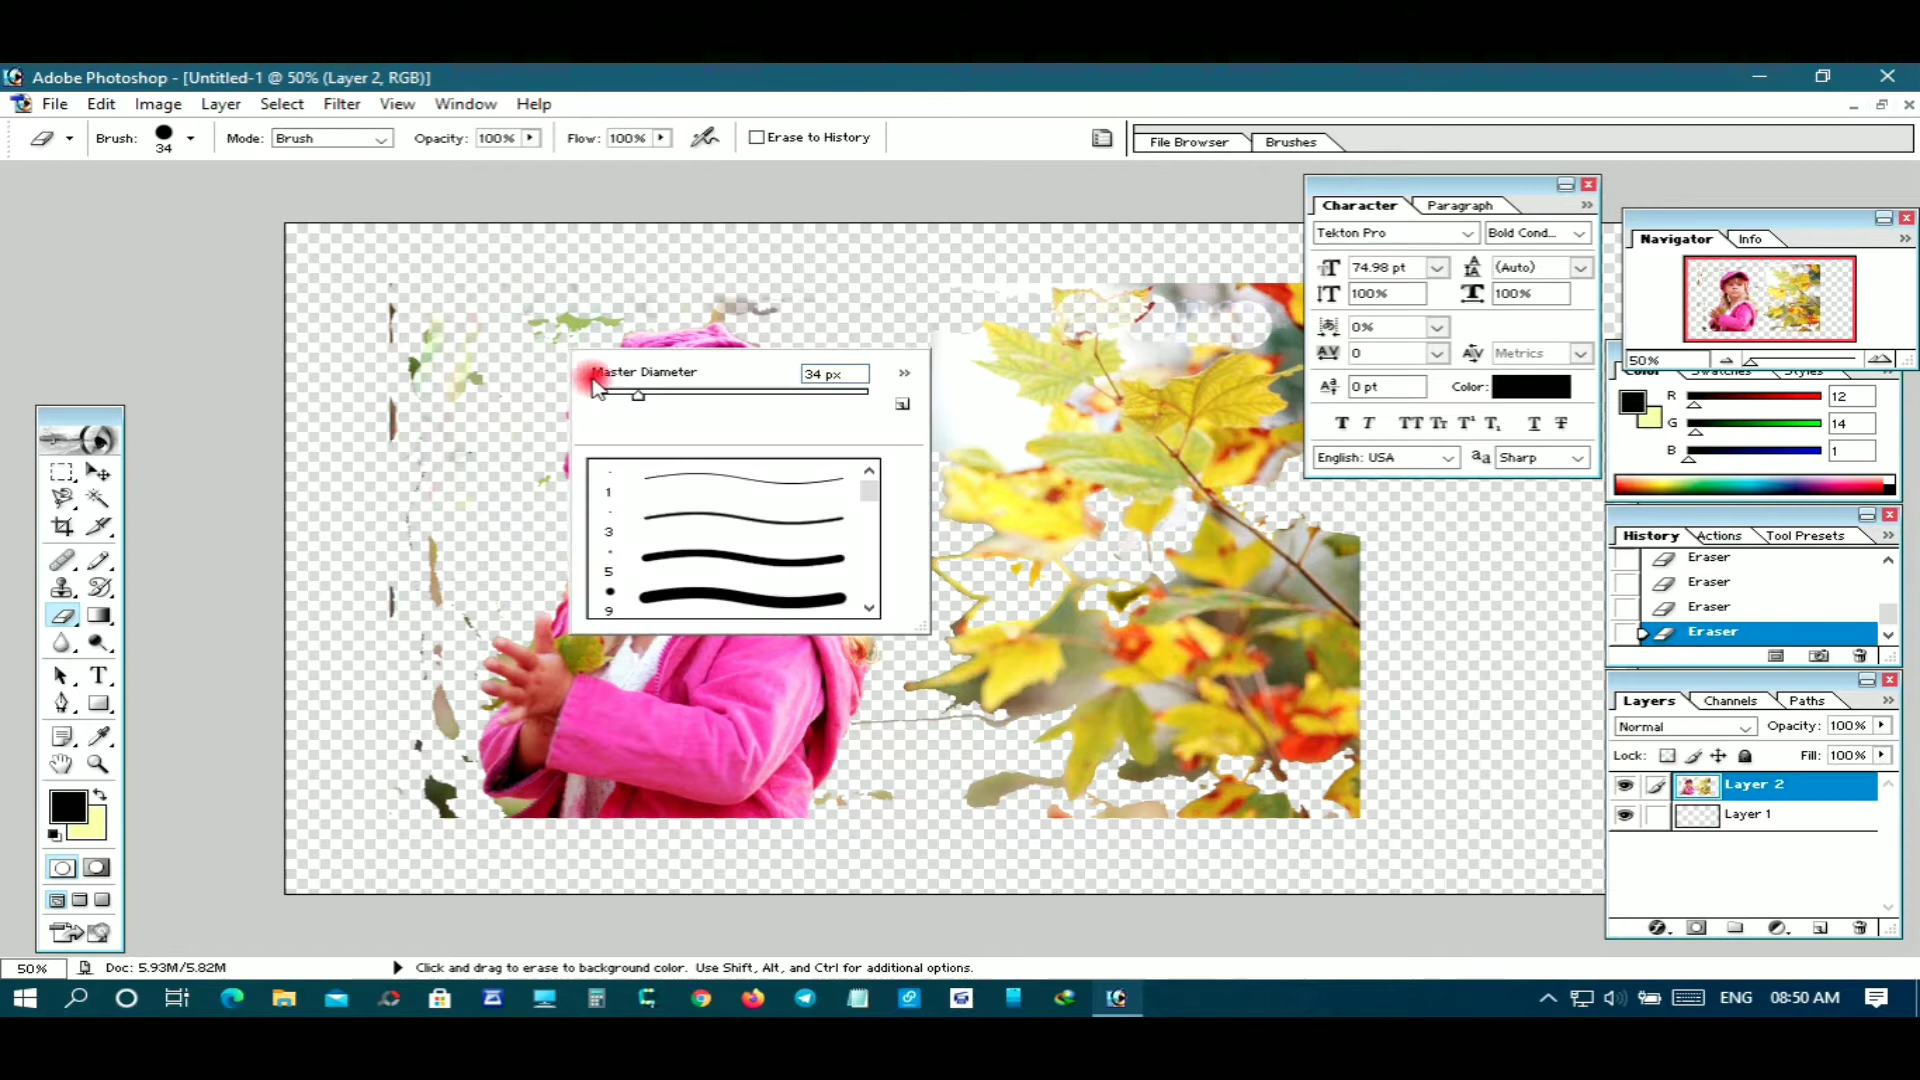 Adobe Photoshop - [Untitled-1 @ 50% (Layer 2, RGB)]
File Edit Image Layer Select Filter View Window Help
Brush: 34 Mode: Brush Opacity: 100% Flow: 100% Erase to History File Browser Brushes
Character Paragraph
Tekton Pro Bold Cond...
74.98 pt (Auto)
100% 100%
0%
0 Metrics
0 pt Color:
English: USA aa Sharp
Navigator Info
50%
Color Swatches Styles
R 12
G 14
B 1
Master Diameter 34 px
1
3
5
9
History Actions Tool Presets
Eraser
Eraser
Eraser
Eraser
Layers Channels Paths
Normal Opacity: 100%
Lock: Fill: 100%
Layer 2
Layer 1
50% Doc: 5.93M/5.82M Click and drag to erase to background color. Use Shift, Alt, and Ctrl for additional options.
ENG 08:50 AM